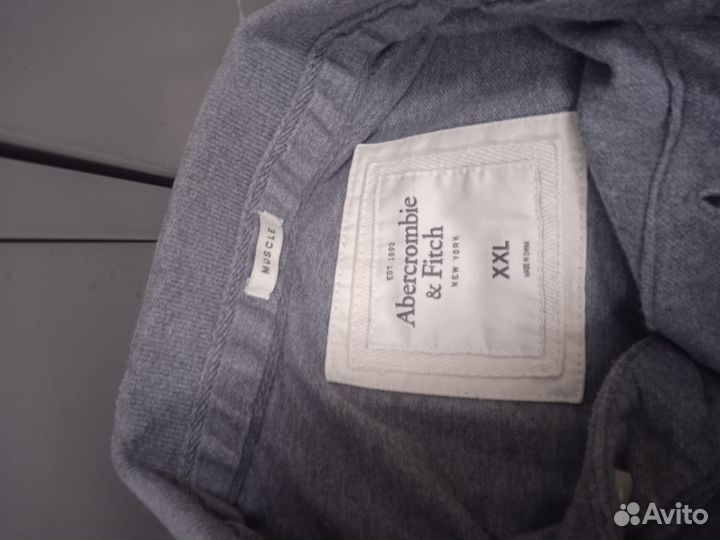 MUSCLE
EST. 1892
Abercrombie
& Fitch
NEW YORK
XXL
MADE IN CHINA
Avito